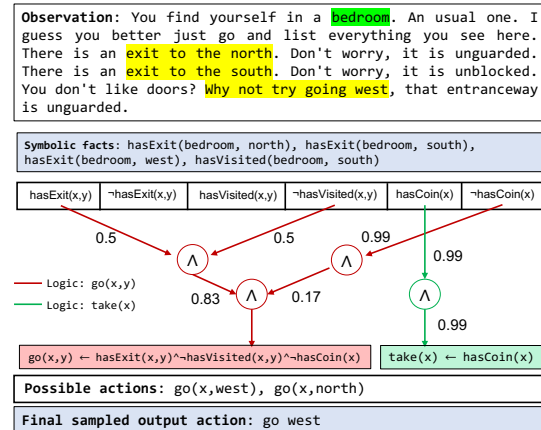 Observation: You find yourself in a bedroom. An usual one. I
guess you better just go and list everything you see here.
There is an exit to the north. Don't worry, it is unguarded.
There is an exit to the south. Don't worry, it is unblocked.
You don't like doors? Why not try going west, that entranceway
is unguarded.
Symbolic facts: hasExit(bedroom, north), hasExit(bedroom, south),
hasExit(bedroom, west), hasVisited(bedroom, south)
hasExit(x,y) ¬hasExit(x,y) hasVisited(x,y) ¬hasVisited(x,y) hasCoin(x) ¬hasCoin(x)
0.5 0.5 0.99
∧ ∧ 0.99
Logic: go(x,y) 0.83 ∧ 0.17 ∧
Logic: take(x) 0.99
go(x,y) ← hasExit(x,y)^¬hasVisited(x,y)^¬hasCoin(x) take(x) ← hasCoin(x)
Possible actions: go(x,west), go(x,north)
Final sampled output action: go west